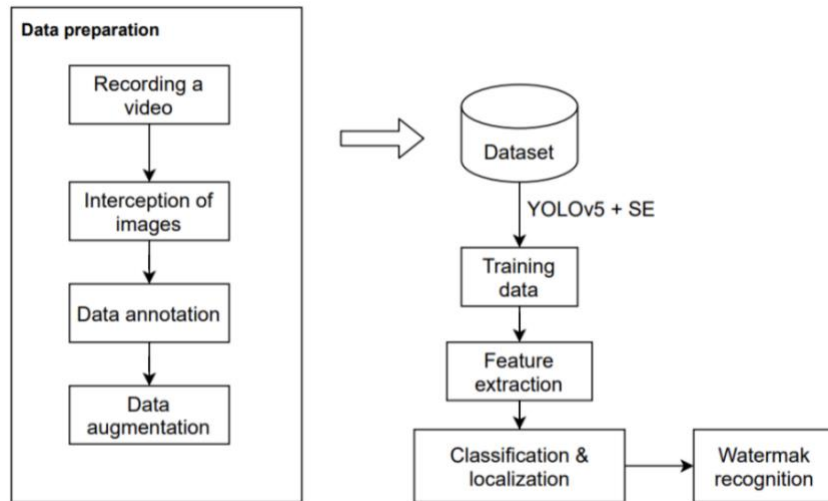 Data preparation
Recording a
video
Interception of
images
Data annotation
Data
augmentation
Dataset
YOLOv5 + SE
Training
data
Feature
extraction
Classification &
localization
Watermak
recognition